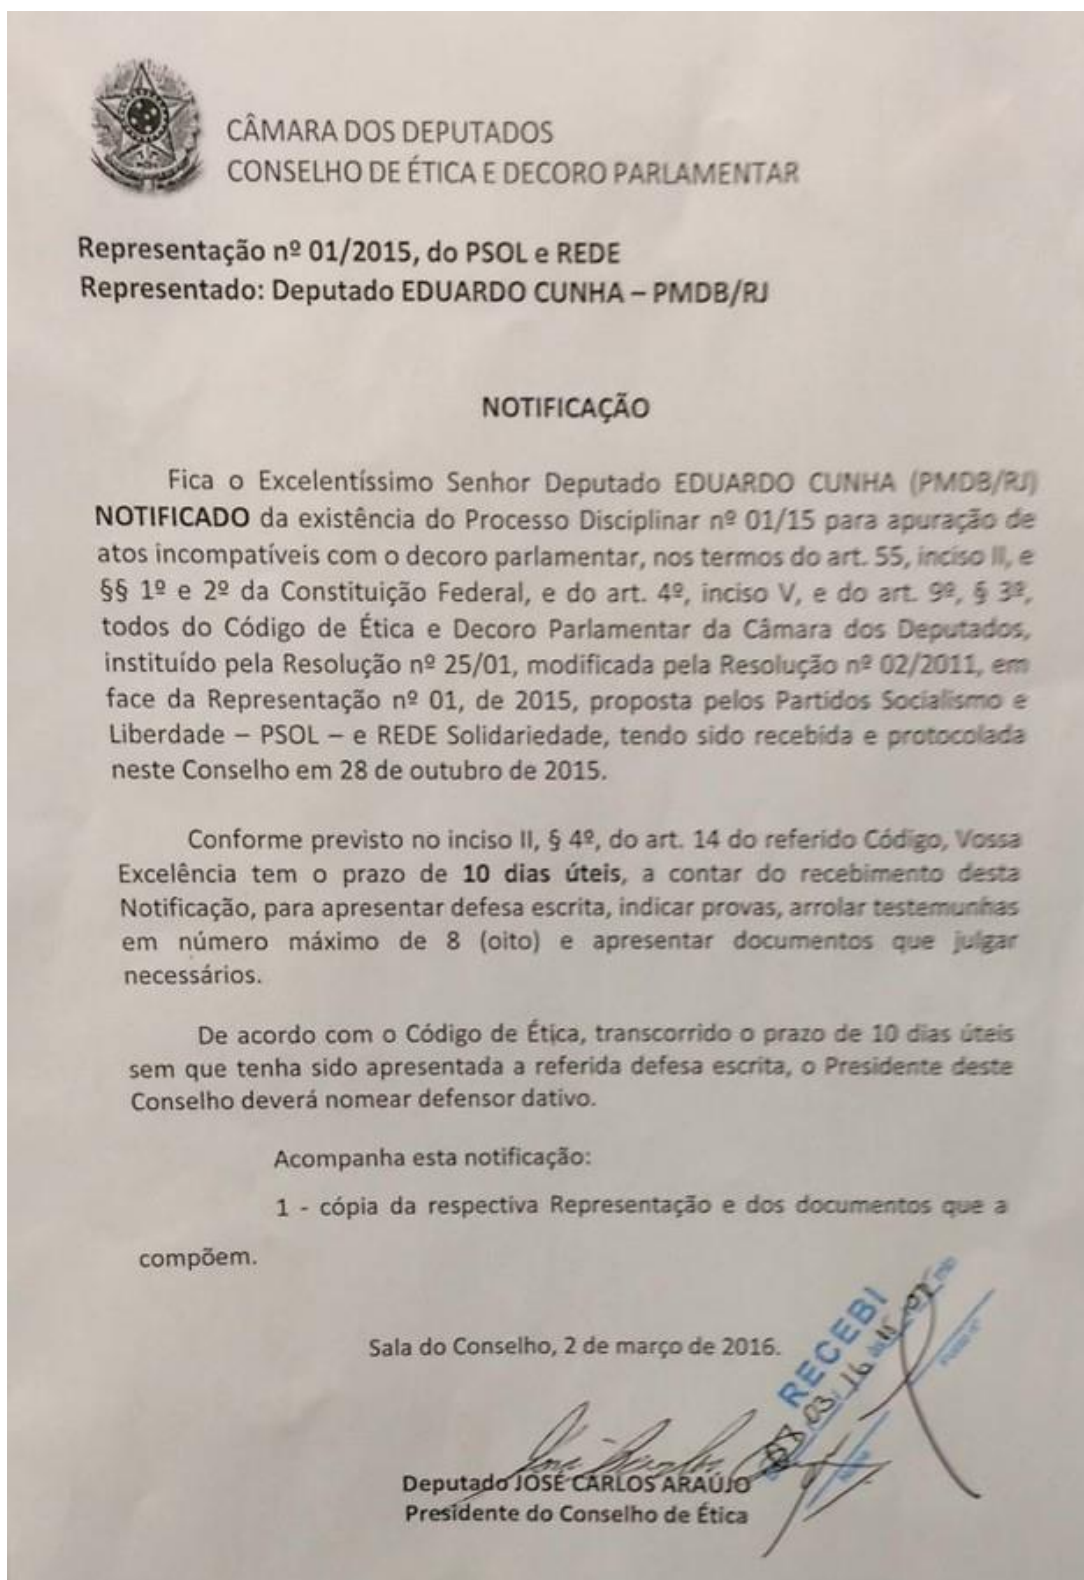 CÂMARA DOS DEPUTADOS
CONSELHO DE ÉTICA E DECORO PARLAMENTAR
Representação nº 01/2015, do PSOL e REDE
Representado: Deputado EDUARDO CUNHA – PMDB/RJ
NOTIFICAÇÃO
Fica o Excelentíssimo Senhor Deputado EDUARDO CUNHA (PMDB/RJ)
NOTIFICADO da existência do Processo Disciplinar nº 01/15 para apuração de
atos incompatíveis com o decoro parlamentar, nos termos do art. 55, inciso II, e
§§ 1º e 2º da Constituição Federal, e do art. 4º, inciso V, e do art. 9º, § 3º,
todos do Código de Ética e Decoro Parlamentar da Câmara dos Deputados,
instituído pela Resolução nº 25/01, modificada pela Resolução nº 02/2011, em
face da Representação nº 01, de 2015, proposta pelos Partidos Socialismo e
Liberdade – PSOL – e REDE Solidariedade, tendo sido recebida e protocolada
neste Conselho em 28 de outubro de 2015.
Conforme previsto no inciso II, § 4º, do art. 14 do referido Código, Vossa
Excelência tem o prazo de 10 dias úteis, a contar do recebimento desta
Notificação, para apresentar defesa escrita, indicar provas, arrolar testemunhas
em número máximo de 8 (oito) e apresentar documentos que julgar
necessários.
De acordo com o Código de Ética, transcorrido o prazo de 10 dias úteis
sem que tenha sido apresentada a referida defesa escrita, o Presidente deste
Conselho deverá nomear defensor dativo.
Acompanha esta notificação:
1 - cópia da respectiva Representação e dos documentos que a
compõem.
Sala do Conselho, 2 de março de 2016.
RECEBI
03 16
Deputado JOSÉ CARLOS ARAÚJO
Presidente do Conselho de Ética